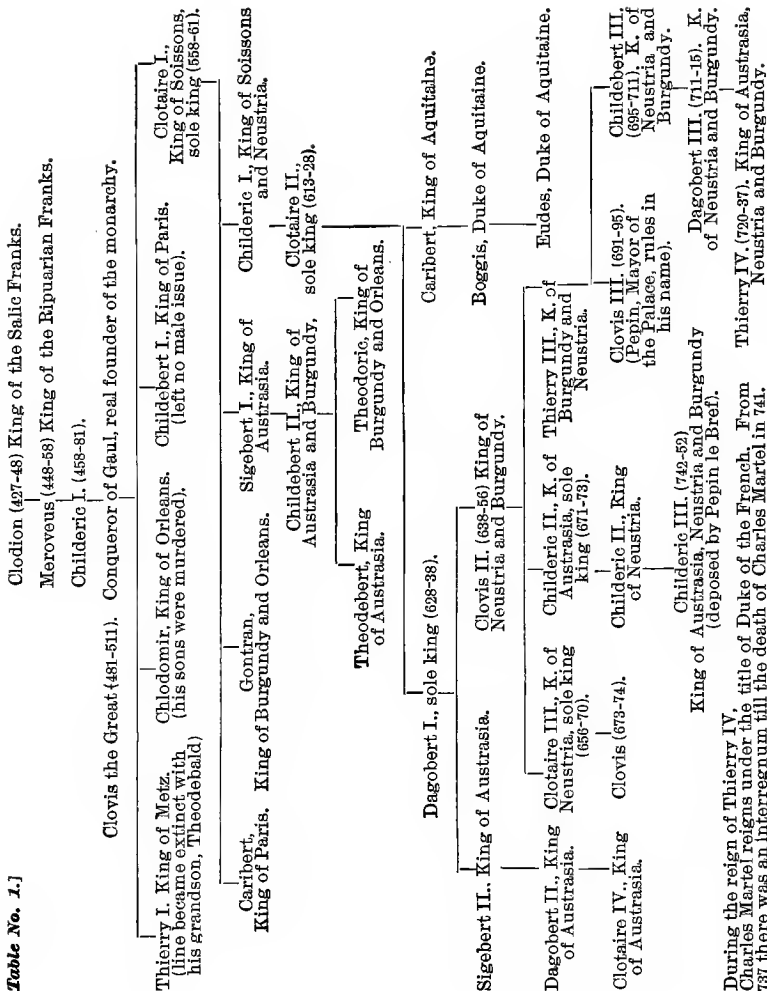 Table No. 1.]
Clodion (427-48) King of the Salic Franks.
Merovous (448-58) King of the Ripuarian Franks.
Childeric I. (458-81).
Clovis the Great (481-511). Conqueror of Gaul, real founder of the monarchy.
Thierry I. King of Metz.
(line became extinct with
his grandson, Theodebald)
Chlodomir, King of Orleans.
(his sons were murdered).
Childebert I., King of Paris.
(left no male issue).
Clotaire I.,
King of Soissons,
sole king (558-61).
Caribert,
King of Paris.
Gontran,
King of Burgundy and Orleans.
Sigebert I., King of
Austrasia.
Childeric I., King of Soissons
and Neustria.
Childebert II., King of
Austrasia and Burgundy.
Clotaire II.,
sole king (613-28).
Theodebert, King
of Austrasia.
Theodoric, King of
Burgundy and Orleans.
Dagobert I., sole king (628-38).
Caribert, King of Aquitaine.
Sigebert II., King of Austrasia.
Clovis II. (638-56) King of
Neustria and Burgundy.
Boggis, Duke of Aquitaine.
Eudes, Duke of Aquitaine.
Dagobert II., King
of Austrasia.
Clotaire III., K. of
Neustria, sole king
(656-70).
Childeric II., K. of
Austrasia, sole
king (671-73).
Thierry III., K. of
Burgundy and
Neustria.
Clotaire IV., King
of Austrasia.
Clovis (673-74).
Childeric II., King
of Neustria.
Clovis III. (691-95).
(Pepin, Mayor of
the Palace, rules in
his name).
Childebert III.
(695-711). K. of
Neustria and
Burgundy.
Childeric III. (742-52)
King of Austrasia, Neustria and Burgundy
(deposed by Pepin le Bref).
Dagobert III. (711-15). K.
of Neustria and Burgundy.
Thierry IV. (720-37). King of Austrasia,
Neustria and Burgundy.
During the reign of Thierry IV.
Charles Martel reigns under the title of Duke of the French. From
737 there was an interregnum till the death of Charles Martel in 741.